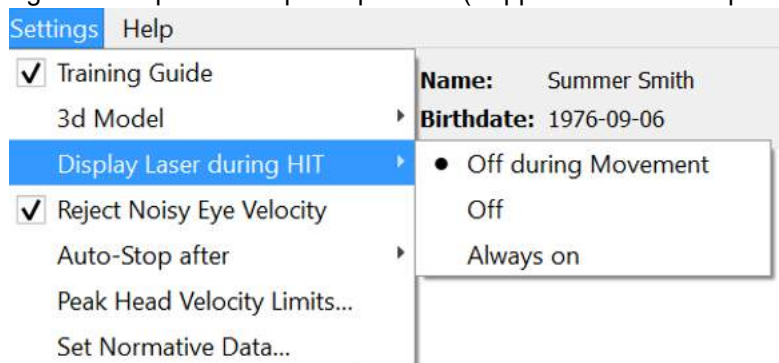 Settings Help
Training Guide
Name: Summer Smith
3d Model
Birthdate: 1976-09-06
Display Laser during HIT
Off during Movement
Reject Noisy Eye Velocity
Off
Auto-Stop after
Always on
Peak Head Velocity Limits...
Set Normative Data...